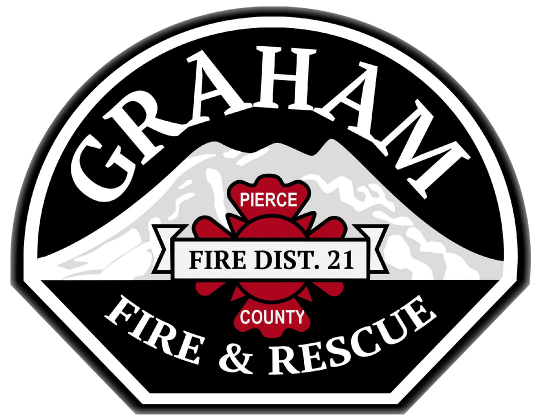 GRAHAM
PIERCE
FIRE DIST. 21
COUNTY
FIRE & RESCUE